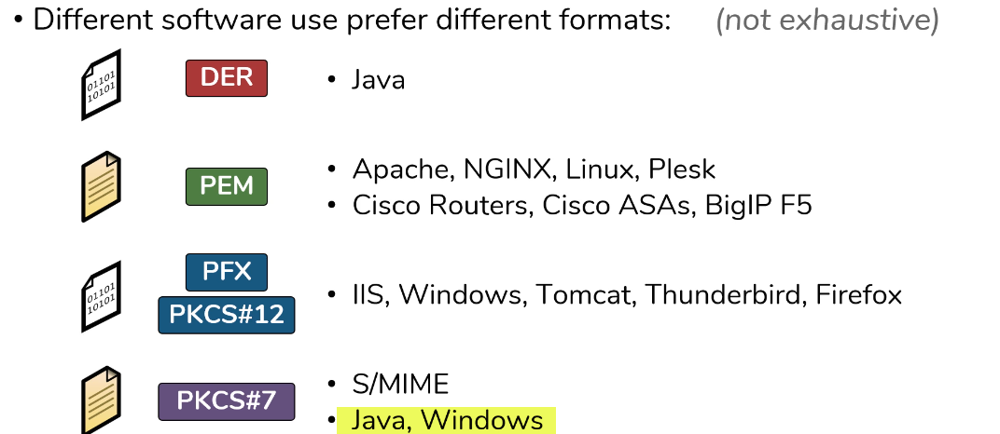 • Different software use prefer different formats: (not exhaustive)
01101
10101
DER
• Java
PEM
• Apache, NGINX, Linux, Plesk
• Cisco Routers, Cisco ASAs, BigIP F5
01101
10101
PFX
PKCS#12
• IIS, Windows, Tomcat, Thunderbird, Firefox
PKCS#7
• S/MIME
• Java, Windows